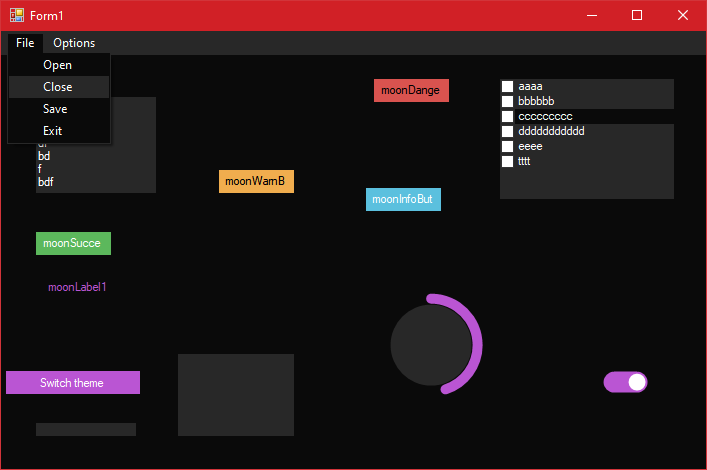 Form1
File Options
Open
Close
Save
Exit
bd
f
bdf
moonDange
aaaa
bbbbbb
ccccccccc
ddddddddddd
eeee
tttt
moonWarnB
moonInfoBut
moonSucce
moonLabel1
Switch theme